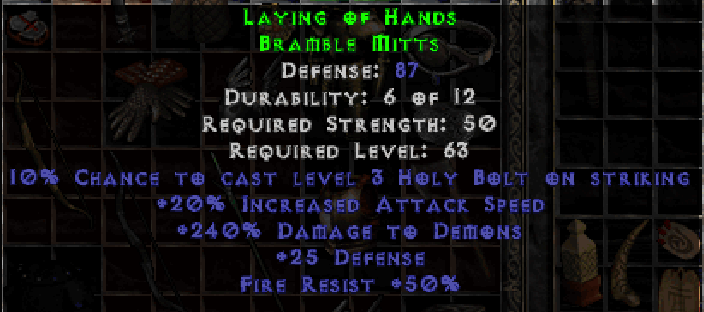 Laying of Hands
Bramble Mitts
Defense: 87
Durability: 6 of 12
Required Strength: 50
Required Level: 63
10% Chance to cast level 3 Holy Bolt on striking
+20% Increased Attack Speed
+240% Damage to Demons
+25 Defense
Fire Resist +50%